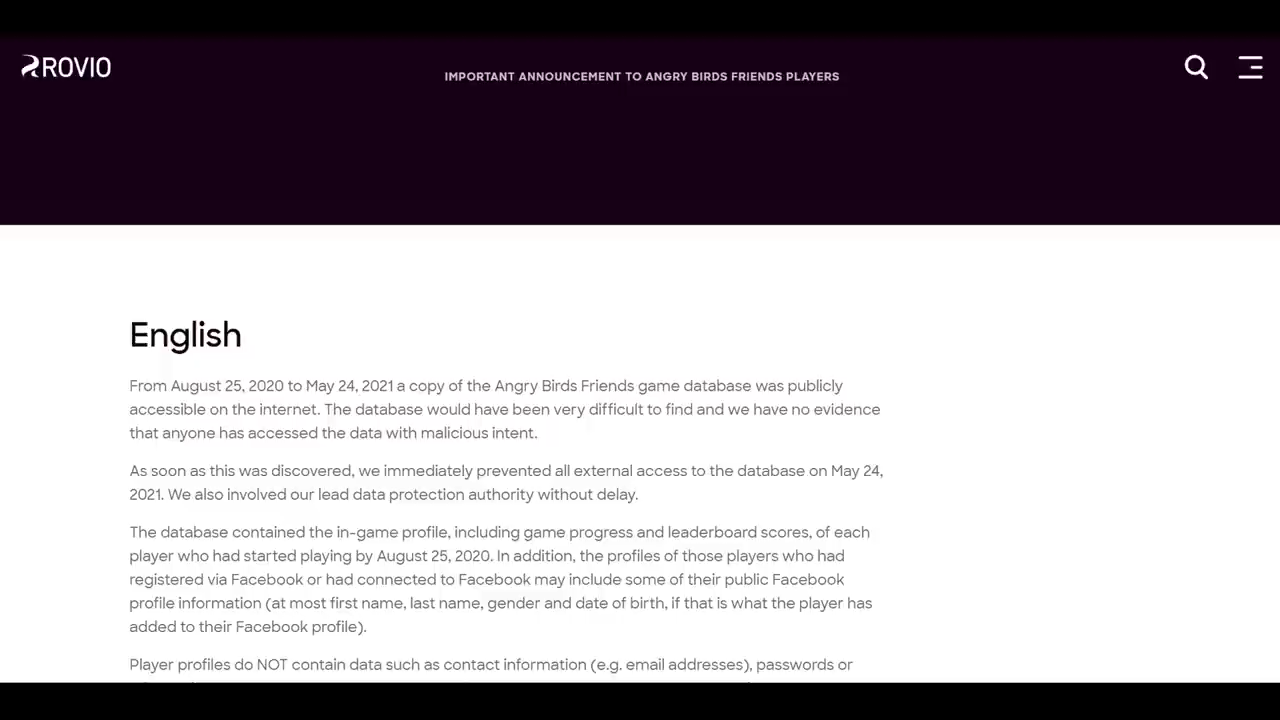 ROVIO
IMPORTANT ANNOUNCEMENT TO ANGRY BIRDS FRIENDS PLAYERS
English
From August 25, 2020 to May 24, 2021 a copy of the Angry Birds Friends game database was publicly
accessible on the internet. The database would have been very difficult to find and we have no evidence
that anyone has accessed the data with malicious intent.
As soon as this was discovered, we immediately prevented all external access to the database on May 24,
2021. We also involved our lead data protection authority without delay.
The database contained the in-game profile, including game progress and leaderboard scores, of each
player who had started playing by August 25, 2020. In addition, the profiles of those players who had
registered via Facebook or had connected to Facebook may include some of their public Facebook
profile information (at most first name, last name, gender and date of birth, if that is what the player has
added to their Facebook profile).
Player profiles do NOT contain data such as contact information (e.g. email addresses), passwords or